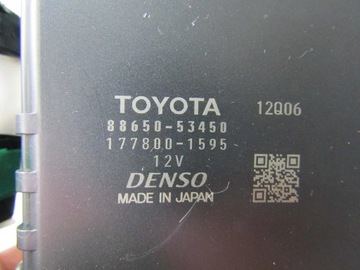 TOYOTA 12Q06
88650-53450
177800-1595
12V
DENSO
MADE IN JAPAN